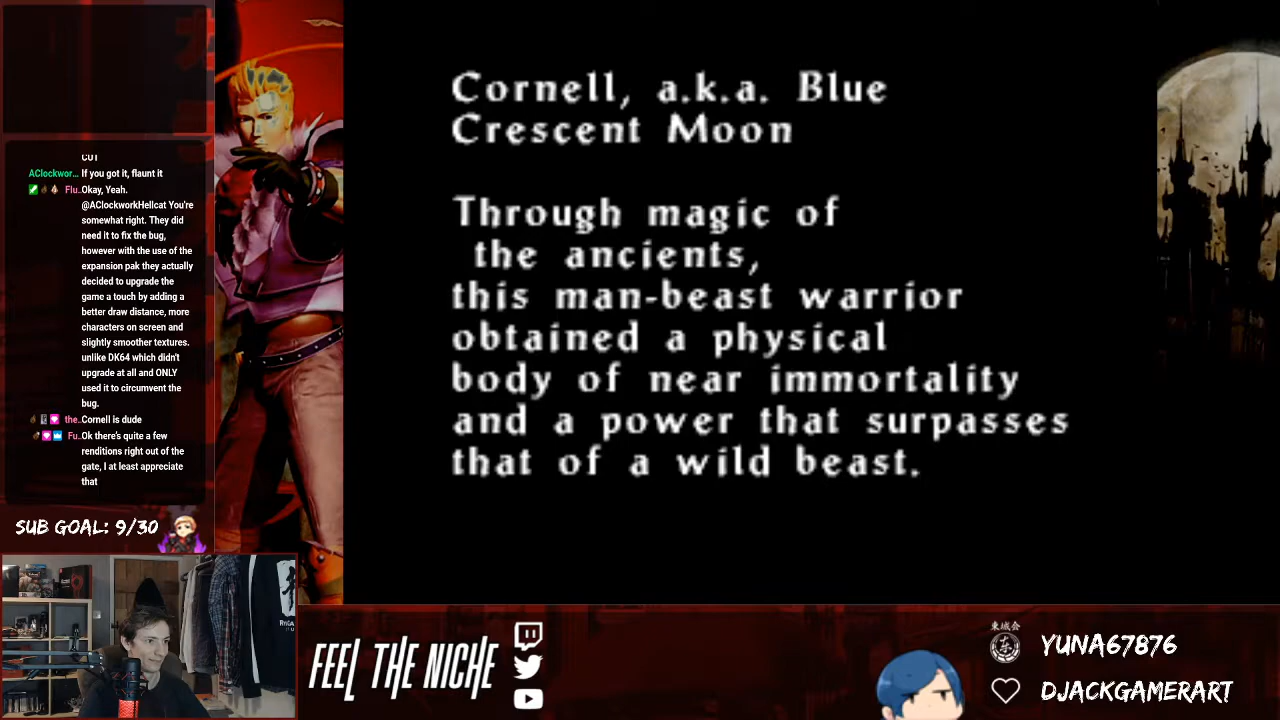 Cornell, a.k.a. Blue
Crescent Moon
Through magic of
the ancients,
this man-beast warrior
obtained a physical
body of near immortality
and a power that surpasses
that of a wild beast.
CUT
AClockwor... If you got it, flaunt it
Flu.. Okay, Yeah.
@AClockworkHellcat You're
somewhat right. They did
need it to fix the bug,
however with the use of the
expansion pak they actually
decided to upgrade the
game a touch by adding a
better draw distance, more
characters on screen and
slightly smoother textures.
unlike DK64 which didn't
upgrade at all and ONLY
used it to circumvent the
bug.
the.. Cornell is dude
Fu.. Ok there's quite a few
renditions right out of the
gate, I at least appreciate
that
SUB GOAL: 9/30
FEEL THE NICHE
東城会
YUNA67876
DJACKGAMERART